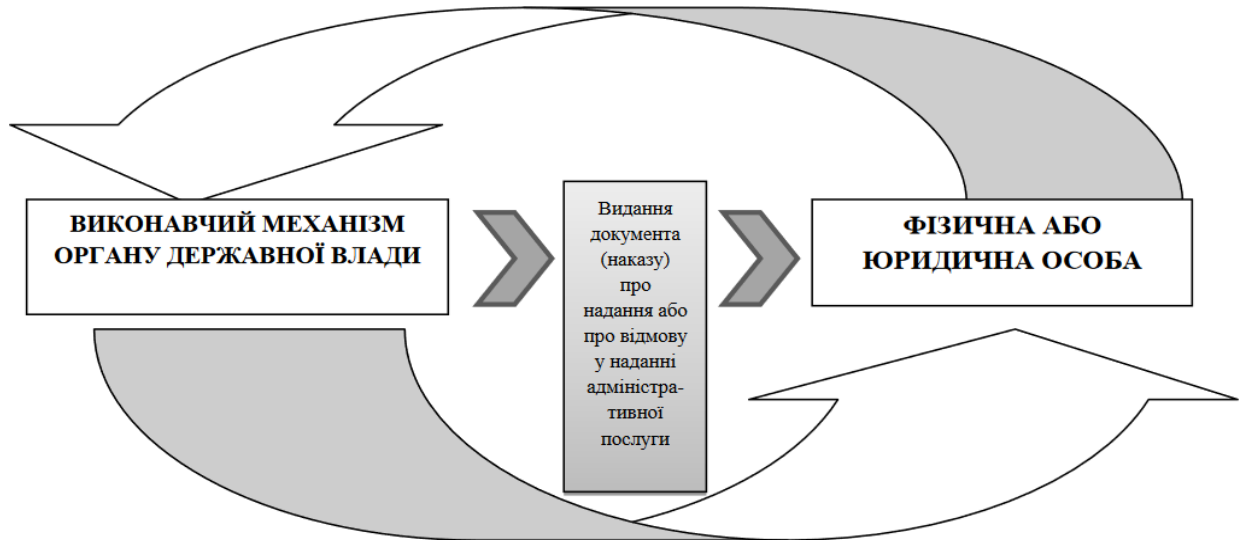 ВИКОНАВЧИЙ МЕХАНІЗМ
ОРГАНУ ДЕРЖАВНОЇ ВЛАДИ
Видання
документа
(наказу)
про
надання або
про відмову
у наданні
адміністра-
тивної
послуги
ФІЗИЧНА АБО
ЮРИДИЧНА ОСОБА